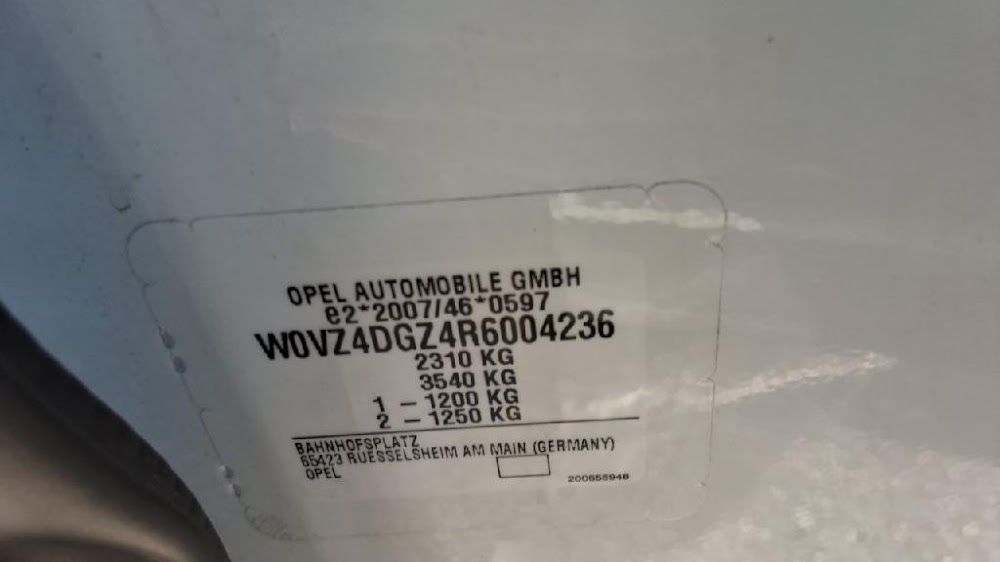 OPEL AUTOMOBILE GMBH
e2*2007/46*0597
W0VZ4DGZ4R6004236
2310 KG
3540 KG
1 - 1200 KG
2 - 1250 KG
BAHNHOFSPLATZ
65423 RUESSELSHEIM AM MAIN (GERMANY)
OPEL
200658948